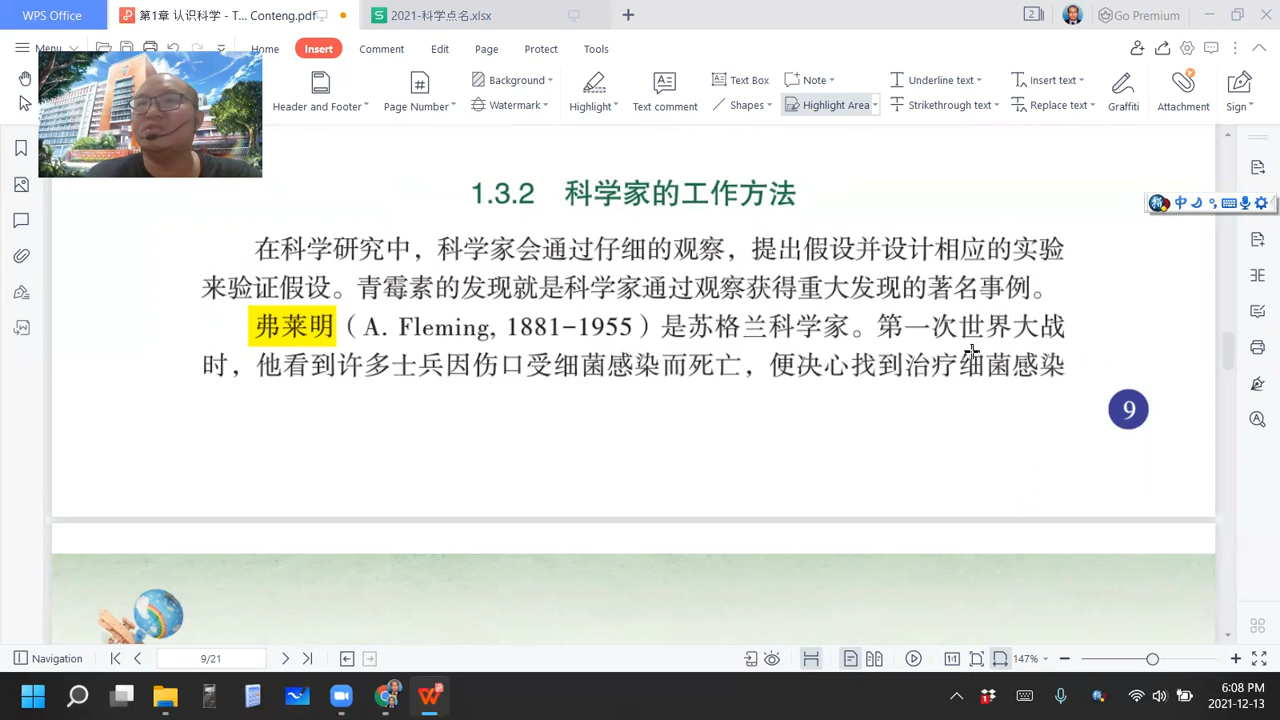 WPS Office
第1章 认识科学 - T... Conteng.pdf
2021-科学点名.xlsx
2
Go Premium
Menu
Home
Insert
Comment
Edit
Page
Protect
Tools
Header and Footer
Page Number
Background
Watermark
Highlight
Text comment
Text Box
Shape
Note
Highlight Area
Underline text
Strikethrough text
Insert text
Replace text
Graffiti
Attachment
Sign
中
1.3.2 科学家的工作方法
在科学研究中，科学家会通过仔细的观察，提出假设并设计相应的实验
来验证假设。青霉素的发现就是科学家通过观察获得重大发现的著名事例。
弗莱明（A. Fleming, 1881-1955）是苏格兰科学家。第一次世界大战
时，他看到许多士兵因伤口受细菌感染而死亡，便决心找到治疗细菌感染
9
Navigation
9/21
1:1
147%
6:08 PM
2021-12-13